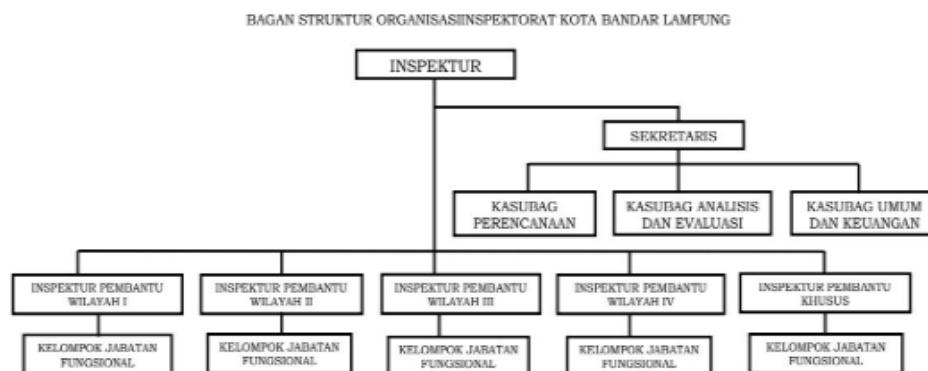 BAGAN STRUKTUR ORGANISASIINSPEKTORAT KOTA BANDAR LAMPUNG
INSPEKTUR
SEKRETARIS
KASUBAG
PERENCANAAN
KASUBAG ANALISIS
DAN EVALUASI
KASUBAG UMUM
DAN KEUANGAN
INSPEKTUR PEMBANTU
WILAYAH I
INSPEKTUR PEMBANTU
WILAYAH II
INSPEKTUR PEMBANTU
WILAYAH III
INSPEKTUR PEMBANTU
WILAYAH IV
INSPEKTUR PEMBANTU
KHUSUS
KELOMPOK JABATAN
FUNGSIONAL
KELOMPOK JABATAN
FUNGSIONAL
KELOMPOK JABATAN
FUNGSIONAL
KELOMPOK JABATAN
FUNGSIONAL
KELOMPOK JABATAN
FUNGSIONAL